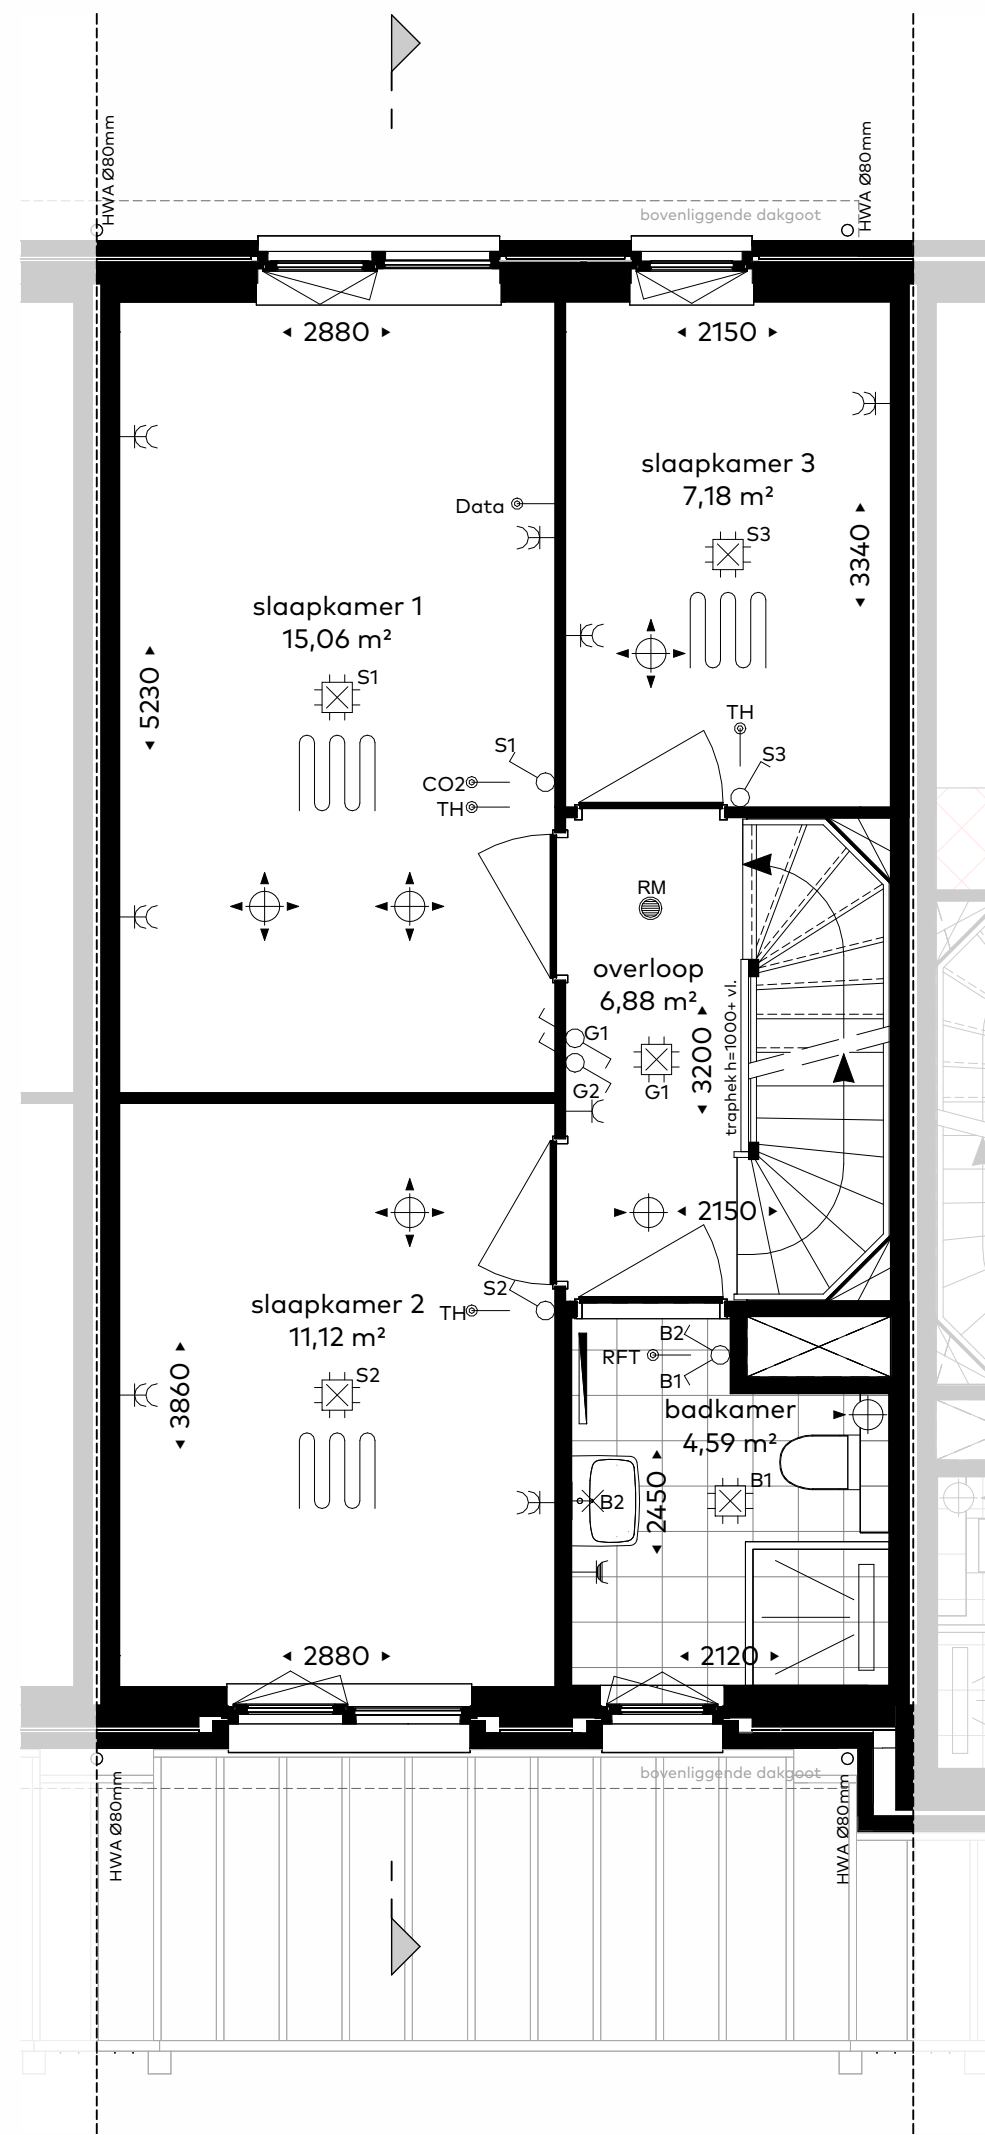 HWA Ø80mm
HWA Ø80mm
bovenliggende dakgoot
2880
2150
slaapkamer 3
7,18 m²
Data
S3
3340
slaapkamer 1
15,06 m²
S1
5230
TH
S1
S3
CO2
TH
RM
overloop
6,88 m²
traphek h=1000+ vl.
3200
G1
G2
G1
2150
S2
slaapkamer 2
11,12 m²
TH
B2
RFT
B1
S2
3860
badkamer
4,59 m²
B1
B2
2450
2880
2120
bovenliggende dakgoot
HWA Ø80mm
HWA Ø80mm